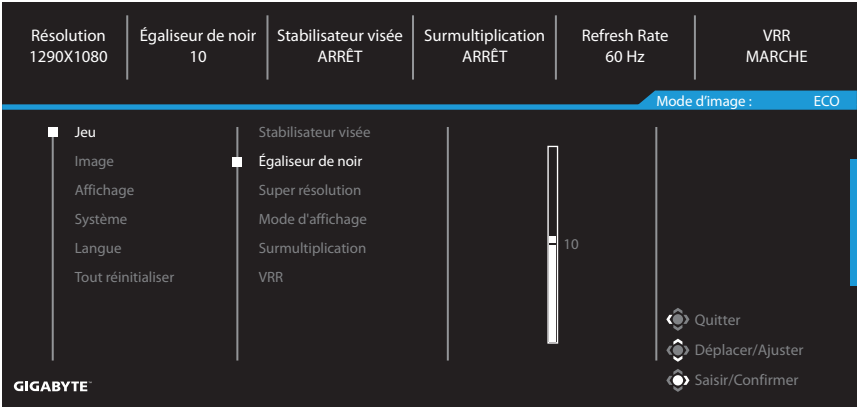 Résolution
1290X1080
Égaliseur de noir
10
Stabilisateur visée
ARRÊT
Surmultiplication
ARRÊT
Refresh Rate
60 Hz
VRR
MARCHE
Mode d'image : ECO
Jeu
Image
Affichage
Système
Langue
Tout réinitialiser
Stabilisateur visée
Égaliseur de noir
Super résolution
Mode d'affichage
Surmultiplication
VRR
10
Quitter
Déplacer/Ajuster
Saisir/Confirmer
GIGABYTE™